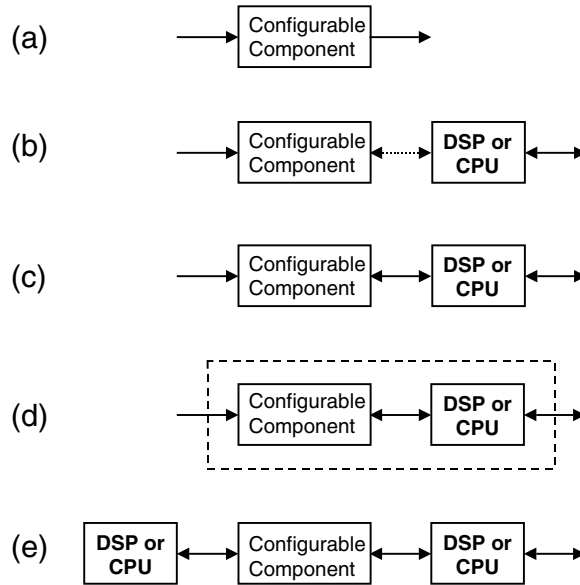 (a)
Configurable
Component
(b)
Configurable
Component
DSP or
CPU
(c)
Configurable
Component
DSP or
CPU
(d)
Configurable
Component
DSP or
CPU
(e)
DSP or
CPU
Configurable
Component
DSP or
CPU